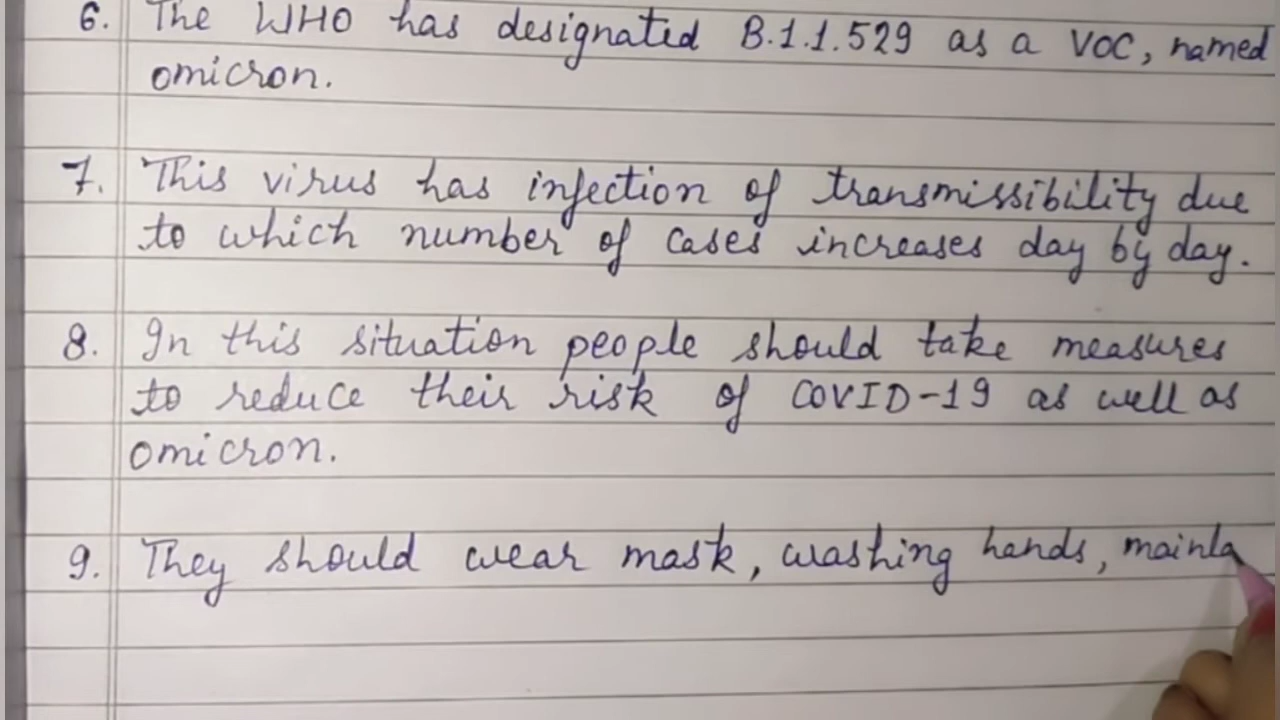 6. The WHO has designated B.1.1.529 as a VOC, named
omicron.
7. This virus has infection of transmissibility due
to which number of cases increases day by day.
8. In this situation people should take measures
to reduce their risk of COVID-19 as well as
omicron.
9. They should wear mask, washing hands, mainta